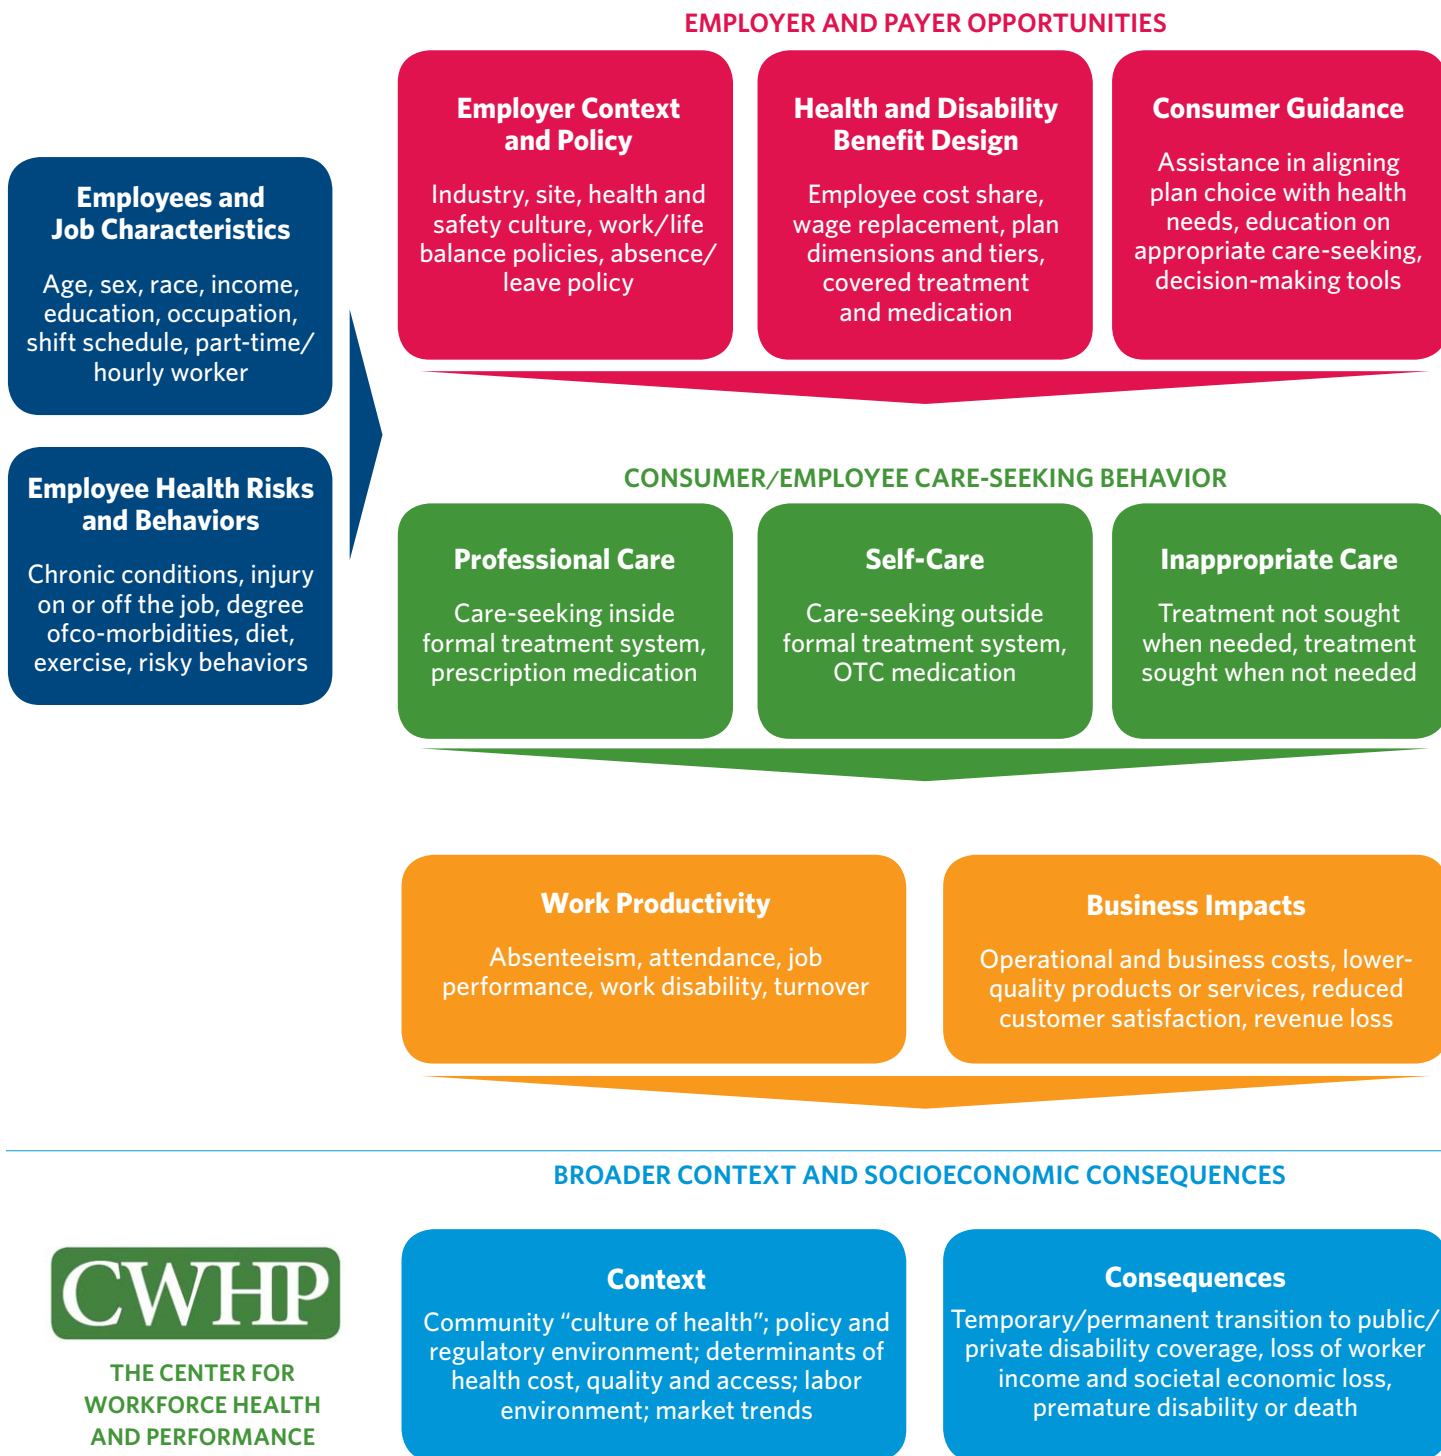 EMPLOYER AND PAYER OPPORTUNITIES
Employer Context
and Policy
Industry, site, health and
safety culture, work/life
balance policies, absence/
leave policy
Health and Disability
Benefit Design
Employee cost share,
wage replacement, plan
dimensions and tiers,
covered treatment
and medication
Consumer Guidance
Assistance in aligning
plan choice with health
needs, education on
appropriate care-seeking,
decision-making tools
Employees and
Job Characteristics
Age, sex, race, income,
education, occupation,
shift schedule, part-time/
hourly worker
Employee Health Risks
and Behaviors
Chronic conditions, injury
on or off the job, degree
ofco-morbidities, diet,
exercise, risky behaviors
CONSUMER/EMPLOYEE CARE-SEEKING BEHAVIOR
Professional Care
Care-seeking inside
formal treatment system,
prescription medication
Self-Care
Care-seeking outside
formal treatment system,
OTC medication
Inappropriate Care
Treatment not sought
when needed, treatment
sought when not needed
Work Productivity
Absenteeism, attendance, job
performance, work disability, turnover
Business Impacts
Operational and business costs, lower-
quality products or services, reduced
customer satisfaction, revenue loss
BROADER CONTEXT AND SOCIOECONOMIC CONSEQUENCES
CWHP
THE CENTER FOR
WORKFORCE HEALTH
AND PERFORMANCE
Context
Community “culture of health”; policy and
regulatory environment; determinants of
health cost, quality and access; labor
environment; market trends
Consequences
Temporary/permanent transition to public/
private disability coverage, loss of worker
income and societal economic loss,
premature disability or death